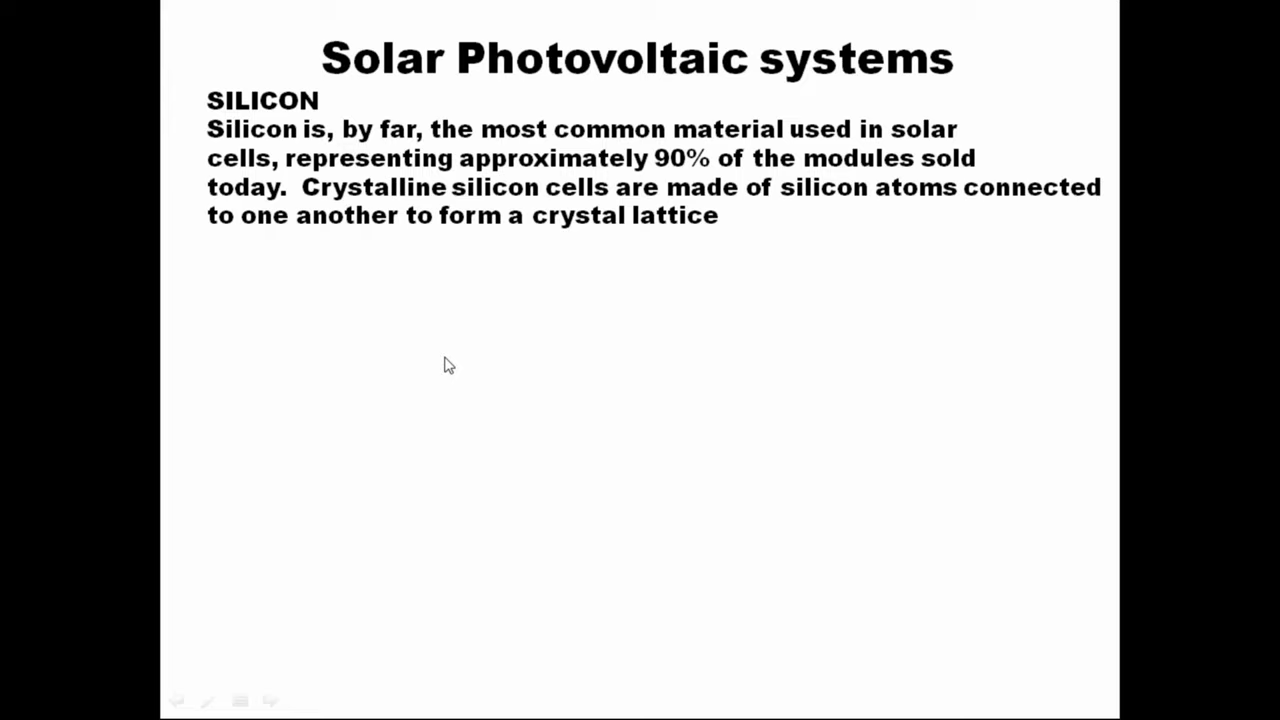 Solar Photovoltaic systems
SILICON
Silicon is, by far, the most common material used in solar
cells, representing approximately 90% of the modules sold
today.  Crystalline silicon cells are made of silicon atoms connected
to one another to form a crystal lattice